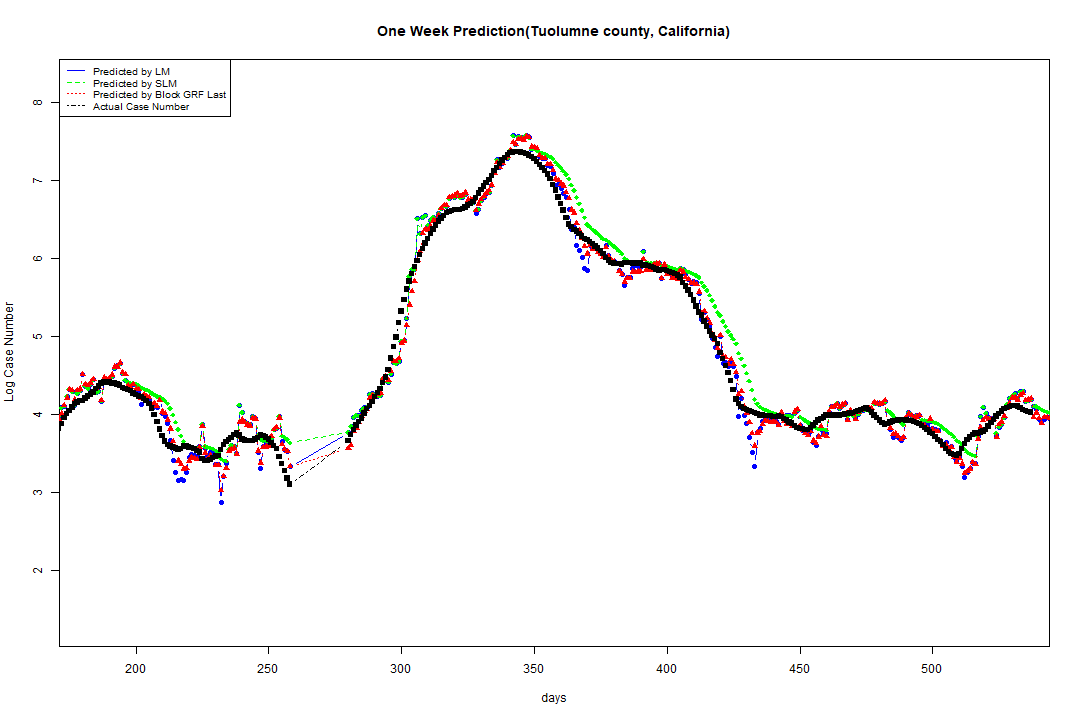 One Week Prediction(Tuolumne county, California)
Predicted by LM
Predicted by SLM
Predicted by Block GRF Last
Actual Case Number
8
7
6
5
4
3
2
Log Case Number
200 250 300 350 400 450 500
days